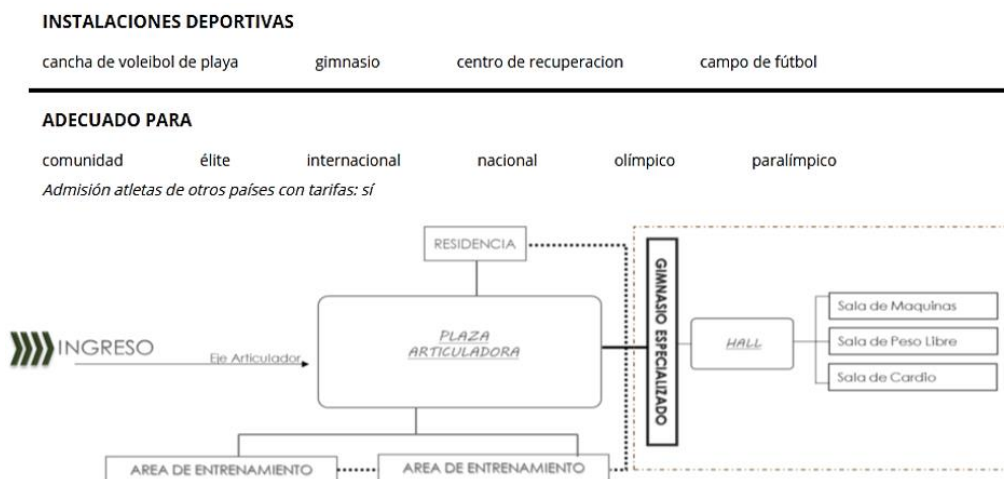 INSTALACIONES DEPORTIVAS
cancha de voleibol de playa gimnasio centro de recuperacion campo de fútbol
ADECUADO PARA
comunidad élite internacional nacional olímpico paralímpico
Admisión atletas de otros países con tarifas: sí
RESIDENCIA
INGRESO
Eje Articulador
PLAZA
ARTICULADORA
GIMNASIO ESPECIALIZADO
HALL
Sala de Maquinas
Sala de Peso Libre
Sala de Cardio
AREA DE ENTRENAMIENTO
AREA DE ENTRENAMIENTO